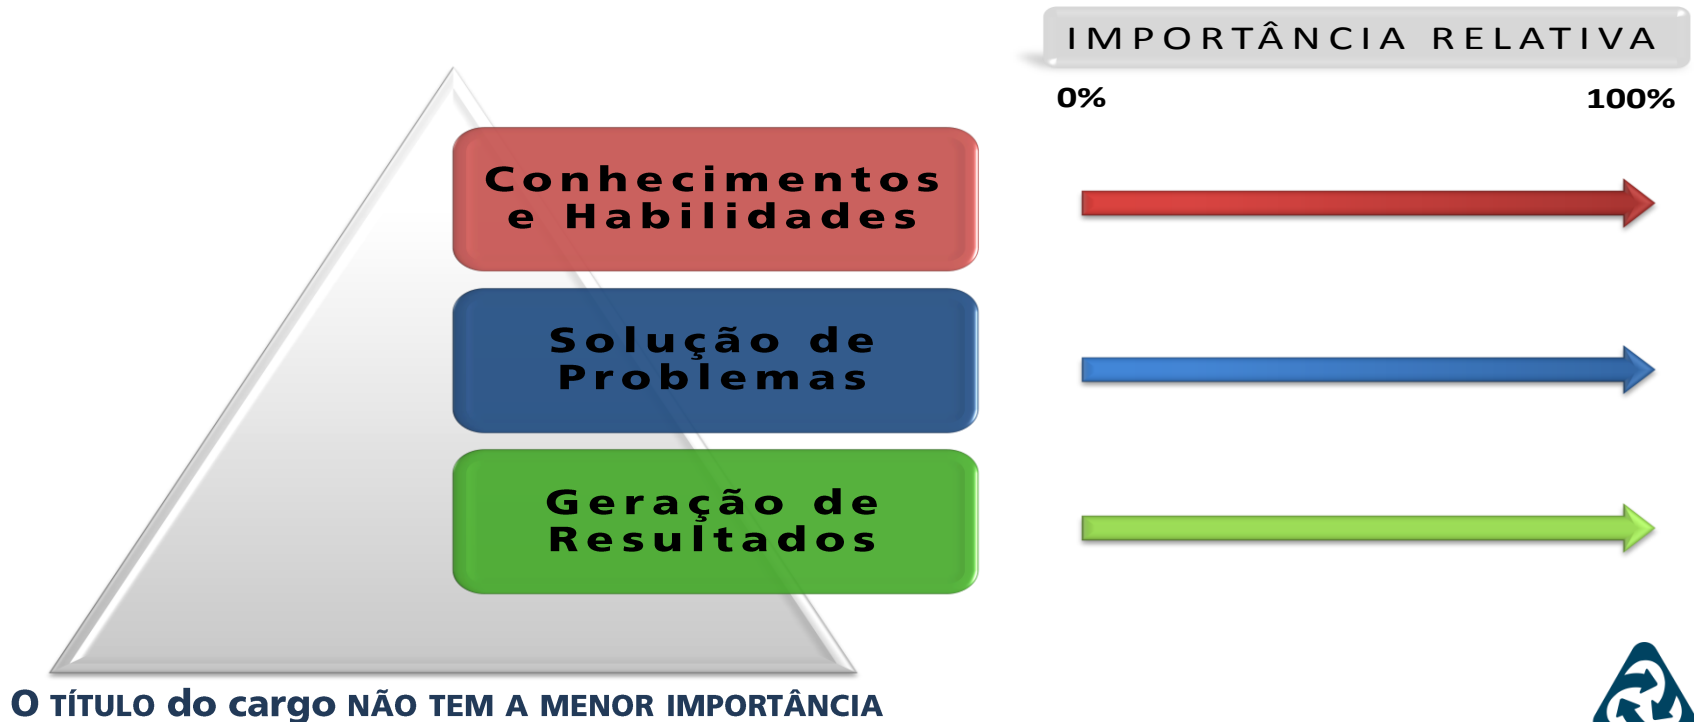 IMPORTÂNCIA RELATIVA
0% 100%
Conhecimentos
e Habilidades
Solução de
Problemas
Geração de
Resultados
O TÍTULO do cargo NÃO TEM A MENOR IMPORTÂNCIA